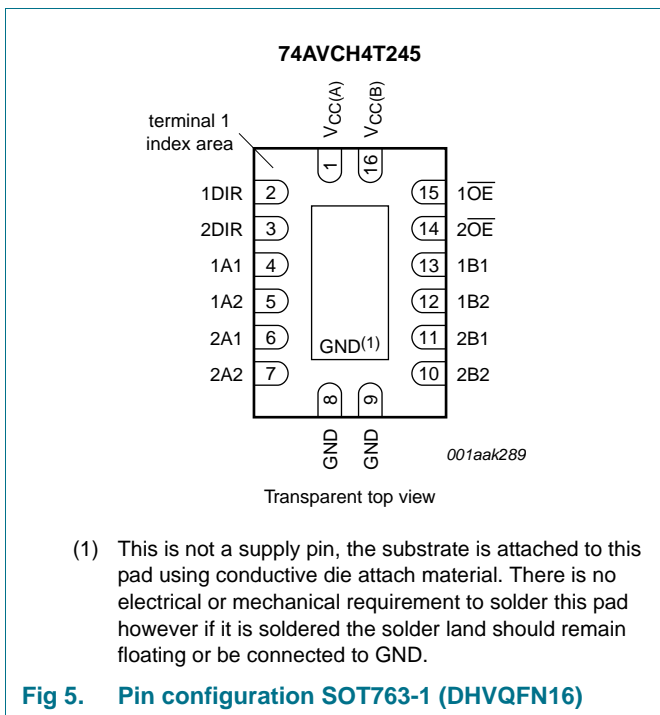 74AVCH4T245
terminal 1
index area
VCC(A)
VCC(B)
1
16
1DIR 2 15 1OE
2DIR 3 14 2OE
1A1 4 13 1B1
1A2 5 12 1B2
2A1 6 11 2B1
2A2 7 10 2B2
GND(1)
8 9
GND GND
001aak289
Transparent top view
(1) This is not a supply pin, the substrate is attached to this
pad using conductive die attach material. There is no
electrical or mechanical requirement to solder this pad
however if it is soldered the solder land should remain
floating or be connected to GND.
Fig 5. Pin configuration SOT763-1 (DHVQFN16)